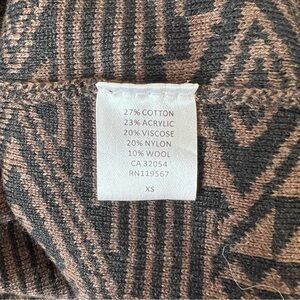 27% COTTON
23% ACRYLIC
20% VISCOSE
20% NYLON
10% WOOL
CA 32054
RN119567
XS